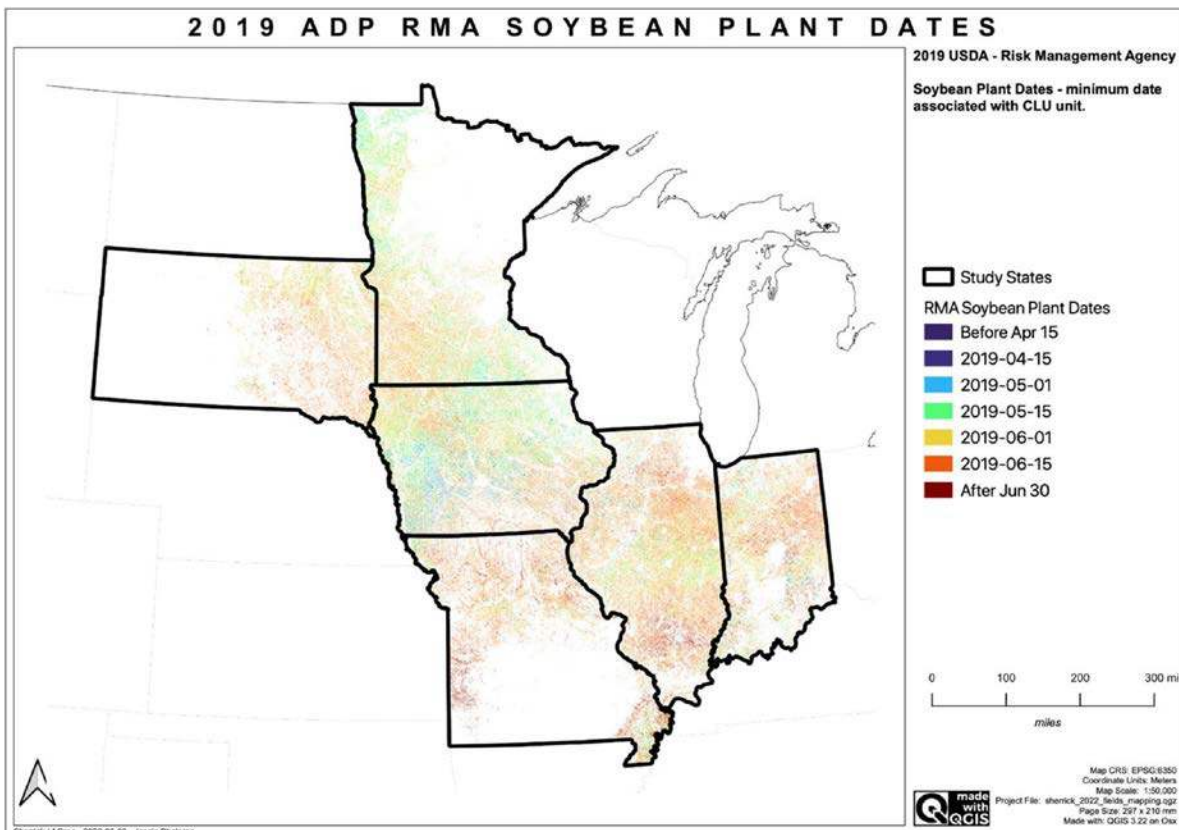 2019 ADP RMA SOYBEAN PLANT DATES
2019 USDA - Risk Management Agency
Soybean Plant Dates - minimum date
associated with CLU unit.
Study States
RMA Soybean Plant Dates
Before Apr 15
2019-04-15
2019-05-01
2019-05-15
2019-06-01
2019-06-15
After Jun 30
0 100 200 300 mi
miles
Map CRS: EPSG:6350
Coordinate Units: Meters
Map Scale: 1:50,000
Project File: sherrick_2022_fields_mapping.qgz
Page Size: 297 x 210 mm
Made with: QGIS 3.22 on Osx
made
with
QGIS